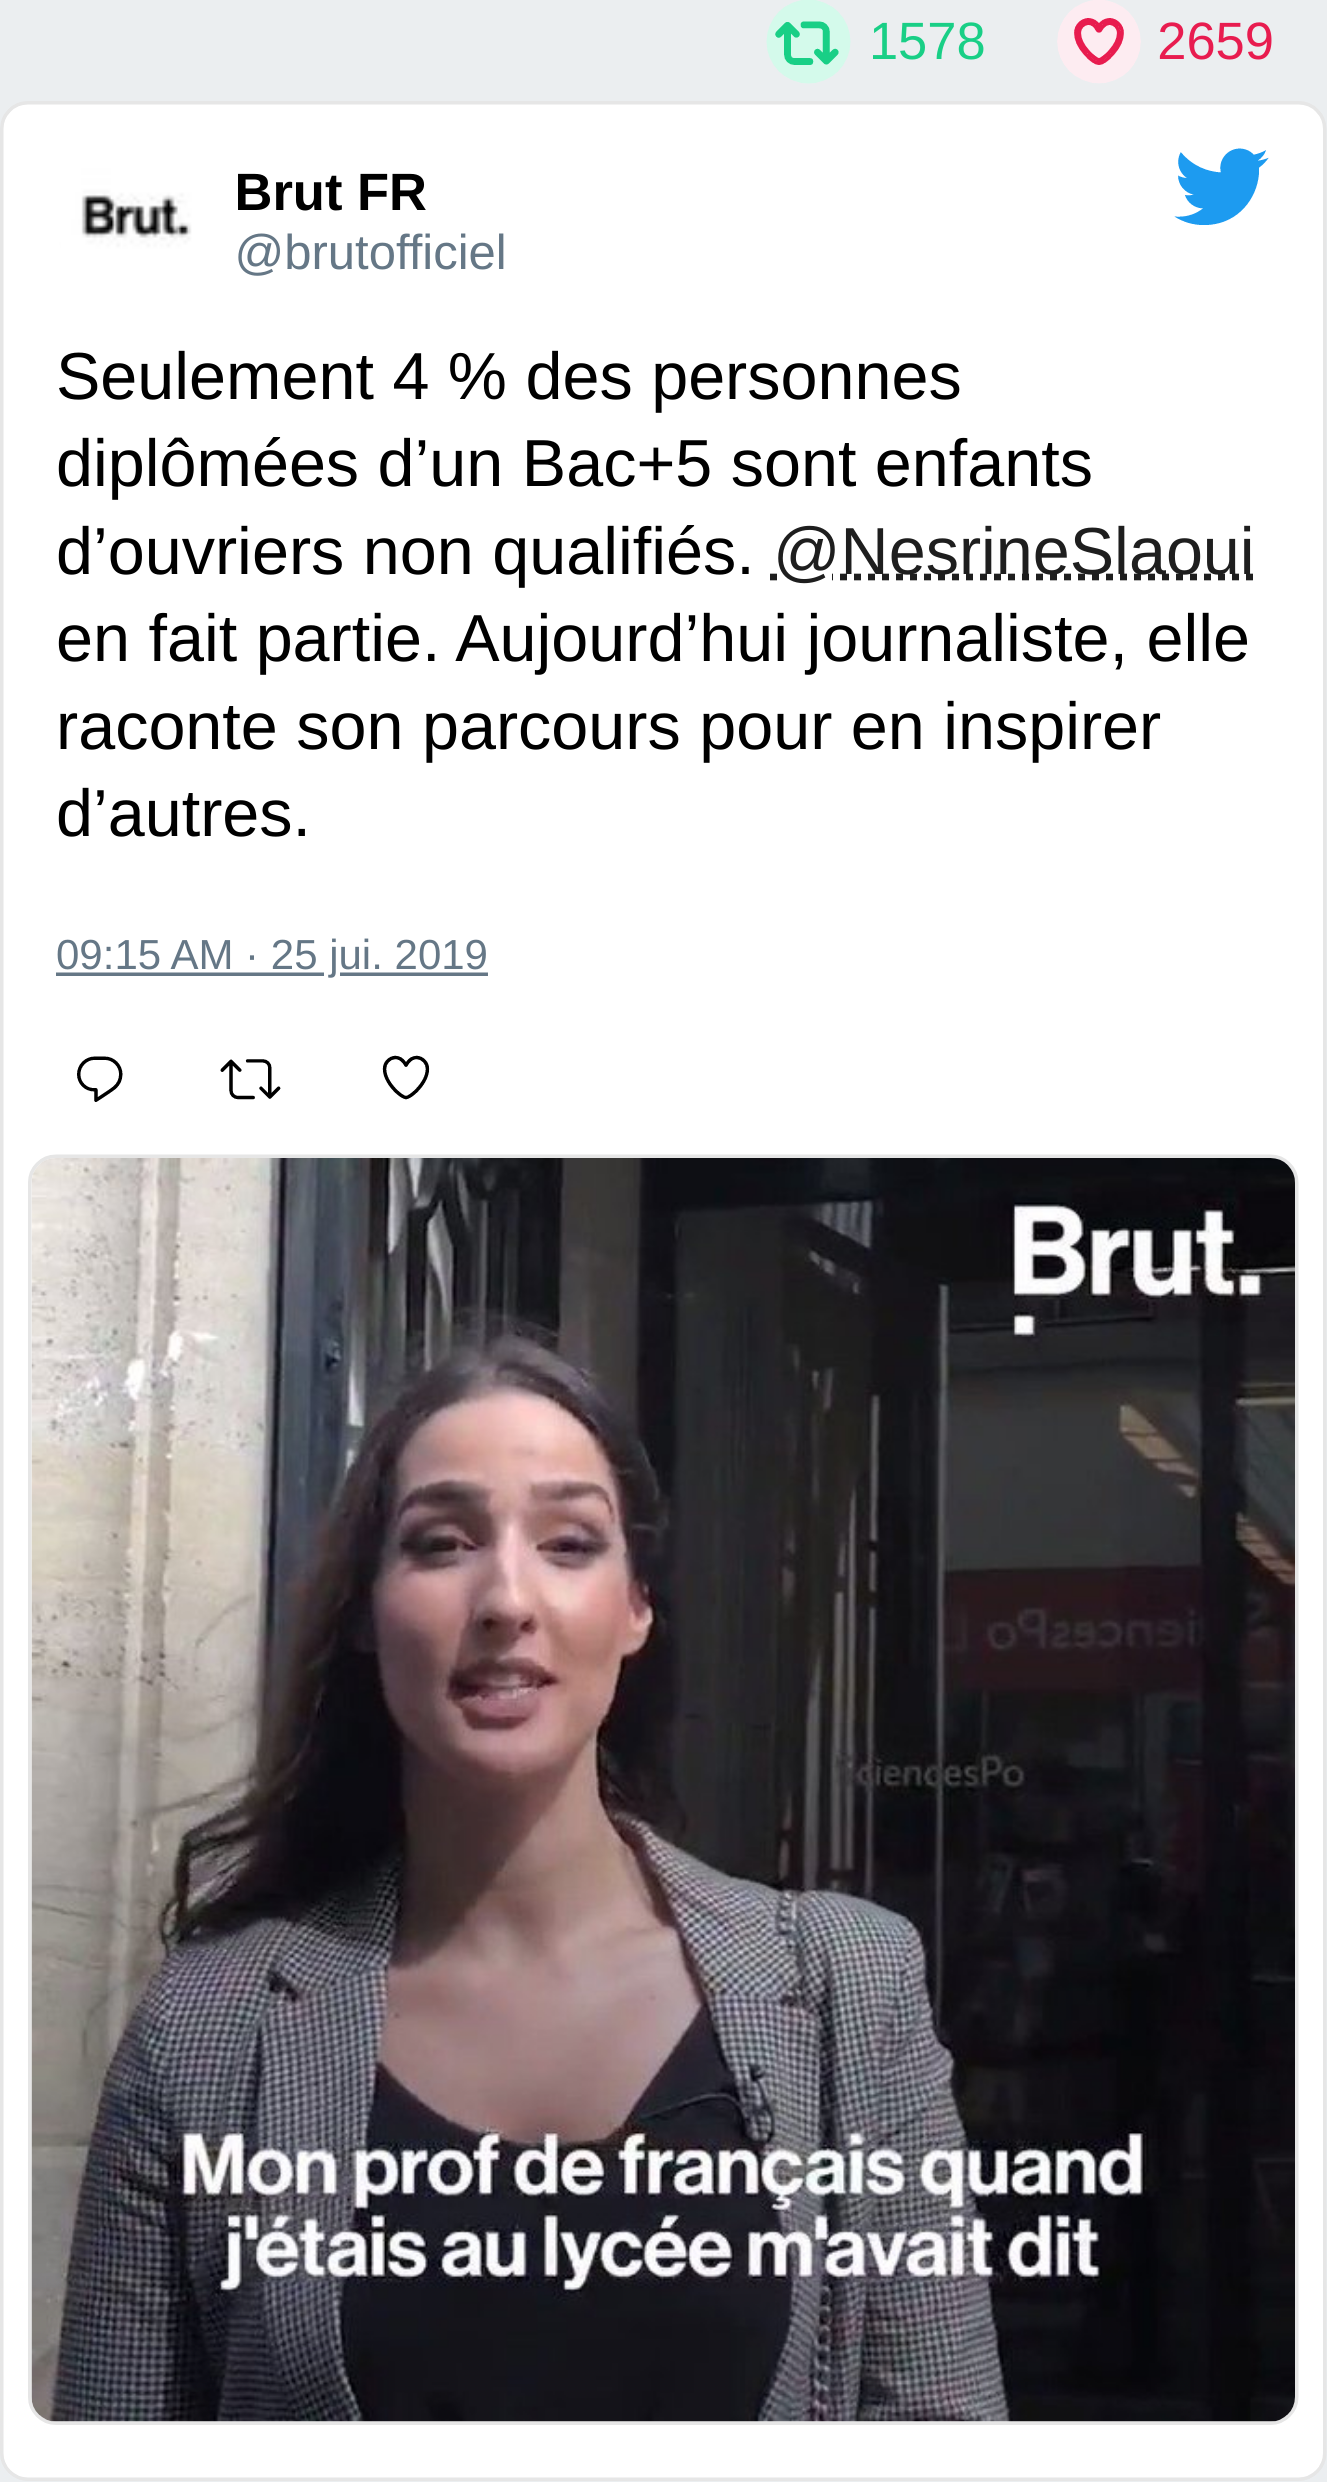 1578 2659
Brut.
Brut FR
@brutofficiel
Seulement 4 % des personnes
diplômées d’un Bac+5 sont enfants
d’ouvriers non qualifiés. @NesrineSlaoui
en fait partie. Aujourd’hui journaliste, elle
raconte son parcours pour en inspirer
d’autres.
09:15 AM · 25 jui. 2019
Brut.
SciencesPo
ciencesPo
Mon prof de français quand
j'étais au lycée m'avait dit